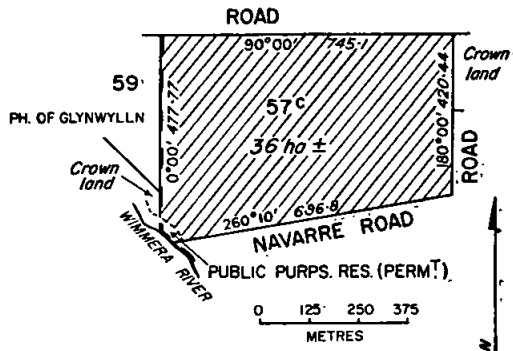 ROAD
90°00' 745·1
Crown
land
59
57ᶜ
36 ha ±
PH. OF GLYNWYLLN
0°00' 477·77
180°00' 420·44
ROAD
Crown
land
260°10' 696·8
NAVARRE ROAD
WIMMERA RIVER
PUBLIC PURPS. RES. (PERMᵀ.)
0 125 250 375
METRES
N